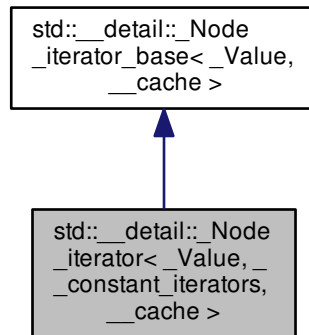 std::__detail::_Node
_iterator_base< _Value,
__cache >
std::__detail::_Node
_iterator< _Value, _
_constant_iterators,
__cache >